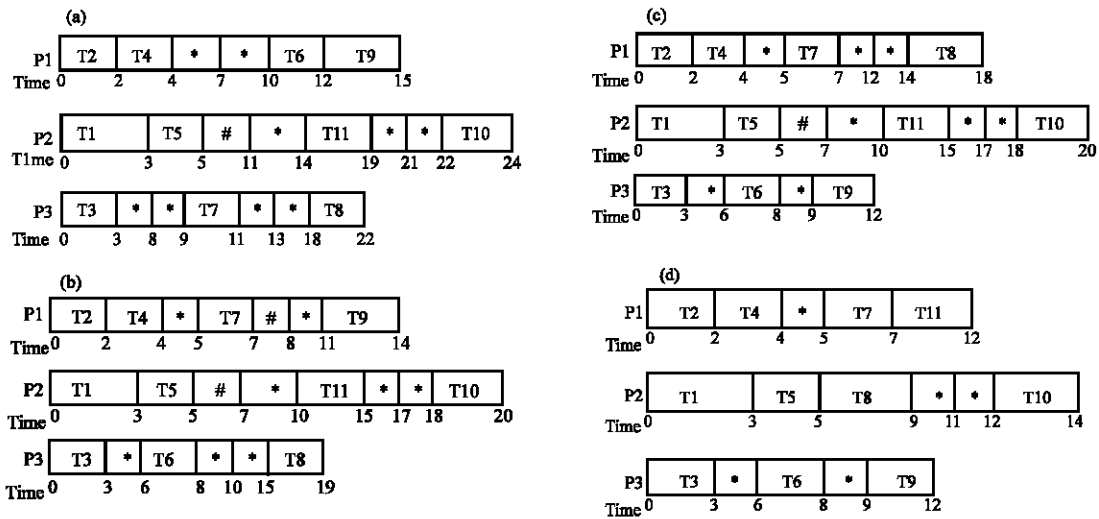 (a)
P1 T2 T4 * * T6 T9
Time 0 2 4 7 10 12 15
P2 T1 T5 # * T11 * * T10
T1me 0 3 5 11 14 19 21 22 24
P3 T3 * * T7 * * T8
Time 0 3 8 9 11 13 18 22
(b)
P1 T2 T4 * T7 # * T9
Time 0 2 4 5 7 8 11 14
P2 T1 T5 # * T11 * * T10
Time 0 3 5 7 10 15 17 18 20
P3 T3 * T6 * * T8
Time 0 3 6 8 10 15 19
(c)
P1 T2 T4 * T7 * * T8
Time 0 2 4 5 7 12 14 18
P2 T1 T5 # * T11 * * T10
Time 0 3 5 7 10 15 17 18 20
P3 T3 * T6 * T9
Time 0 3 6 8 9 12
(d)
P1 T2 T4 * T7 T11
Time 0 2 4 5 7 12
P2 T1 T5 T8 * * T10
Time 0 3 5 9 11 12 14
P3 T3 * T6 * T9
Time 0 3 6 8 9 12